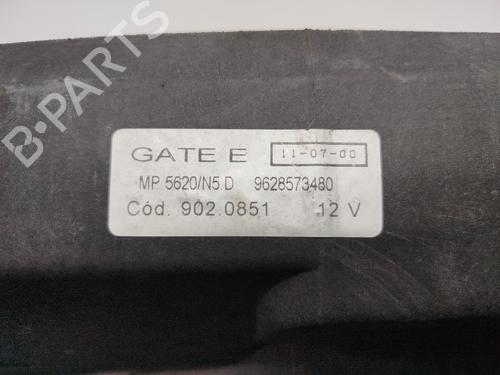 GATE E 11-07-00
MP 5620/N5.D 9628573480
Cód. 902.0851 12 V
B-PARTS